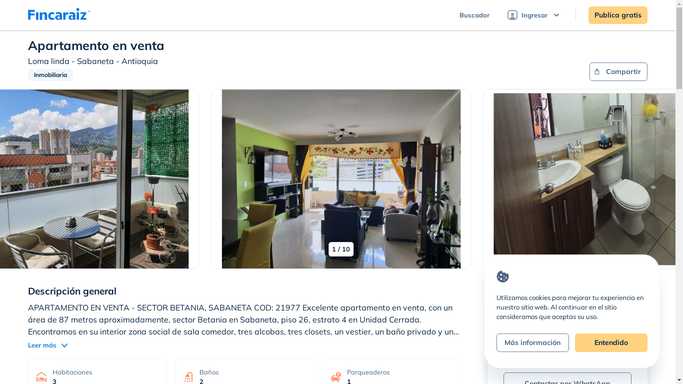 Fincaraiz
Buscador
Ingresar
Publica gratis
Apartamento en venta
Loma linda - Sabaneta - Antioquia
Inmobiliaria
Compartir
1 / 10
Descripción general
APARTAMENTO EN VENTA - SECTOR BETANIA, SABANETA COD: 21977 Excelente apartamento en venta, con un
área de 87 metros aproximadamente, sector Betania en Sabaneta, piso 26, estrato 4 en Unidad Cerrada.
Encontramos en su interior zona social de sala comedor, tres alcobas, tres closets, un vestier, un baño privado y un...
Leer más
Habitaciones
3
Baños
2
Parqueaderos
1
Utilizamos cookies para mejorar tu experiencia en
nuestro sitio web. Al continuar en el sitio
consideramos que aceptas su uso.
Más información
Entendido
Contactar por WhatsApp